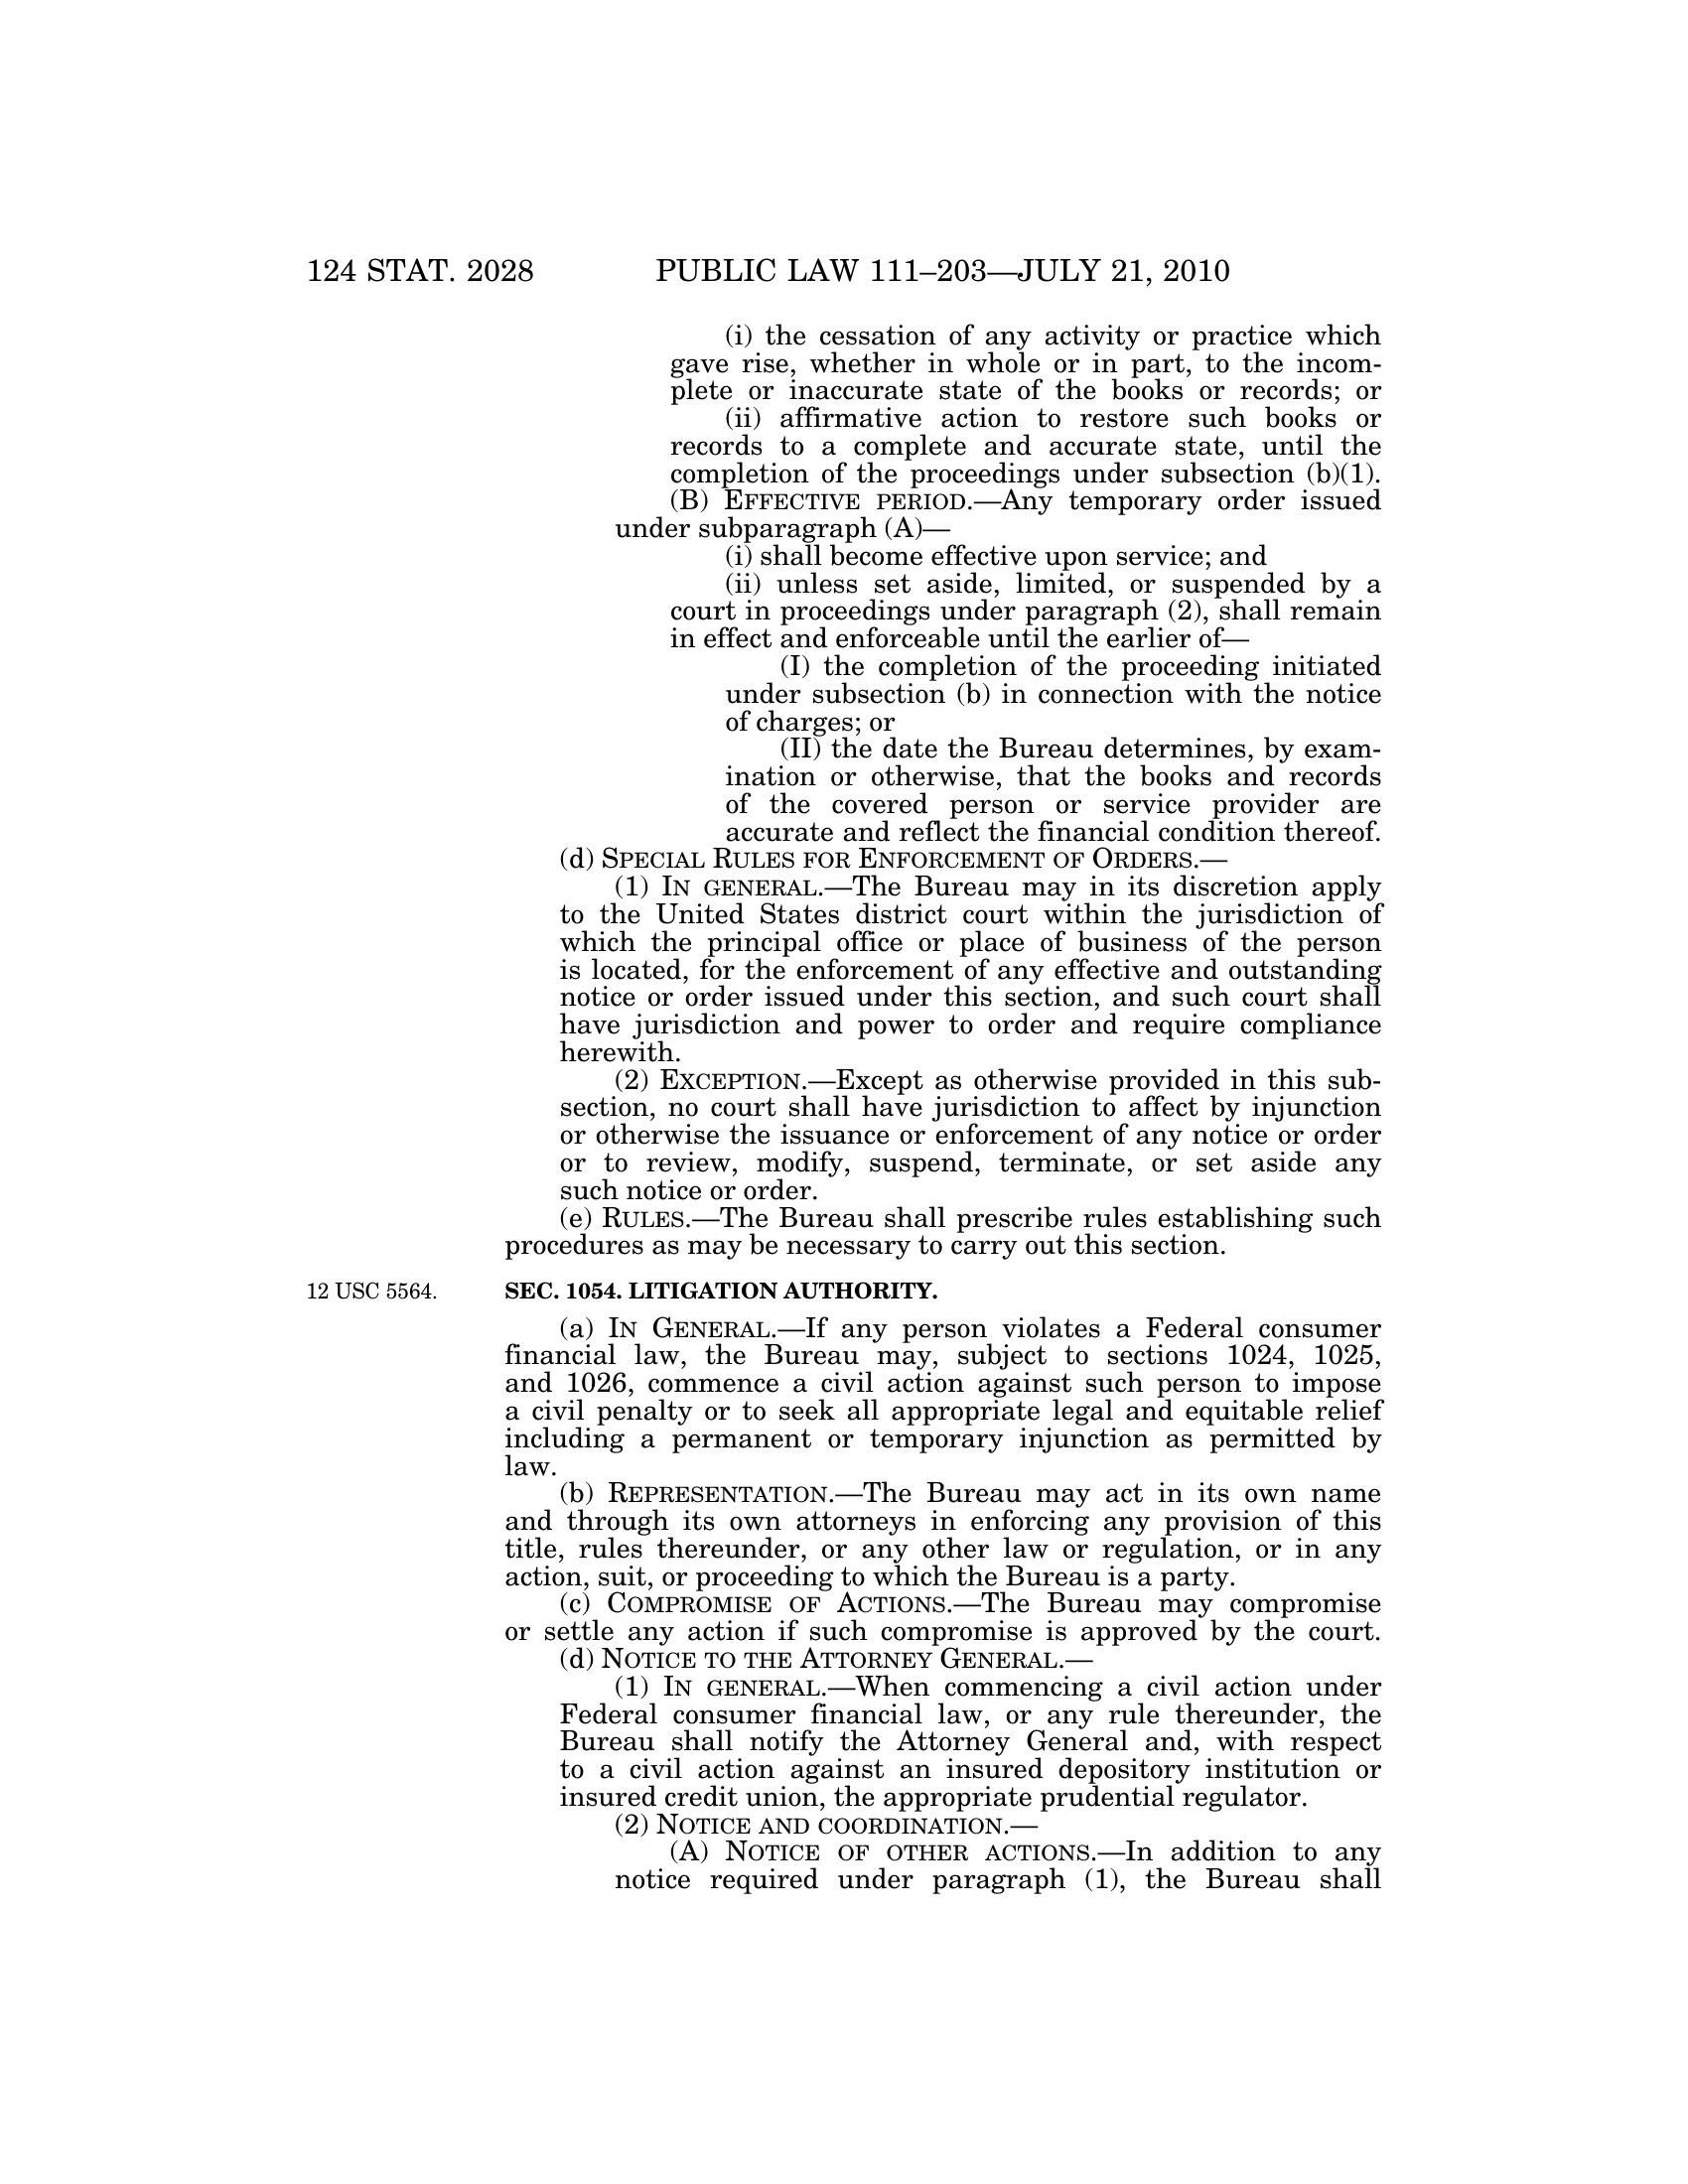 124 STAT. 2028 PUBLIC LAW 111–203—JULY 21, 2010
(i) the cessation of any activity or practice which
gave rise, whether in whole or in part, to the incom-
plete or inaccurate state of the books or records; or
(ii) affirmative action to restore such books or
records to a complete and accurate state, until the
completion of the proceedings under subsection (b)(1).
(B) EFFECTIVE PERIOD.—Any temporary order issued
under subparagraph (A)—
(i) shall become effective upon service; and
(ii) unless set aside, limited, or suspended by a
court in proceedings under paragraph (2), shall remain
in effect and enforceable until the earlier of—
(I) the completion of the proceeding initiated
under subsection (b) in connection with the notice
of charges; or
(II) the date the Bureau determines, by exam-
ination or otherwise, that the books and records
of the covered person or service provider are
accurate and reflect the financial condition thereof.
(d) SPECIAL RULES FOR ENFORCEMENT OF ORDERS.—
(1) IN GENERAL.—The Bureau may in its discretion apply
to the United States district court within the jurisdiction of
which the principal office or place of business of the person
is located, for the enforcement of any effective and outstanding
notice or order issued under this section, and such court shall
have jurisdiction and power to order and require compliance
herewith.
(2) EXCEPTION.—Except as otherwise provided in this sub-
section, no court shall have jurisdiction to affect by injunction
or otherwise the issuance or enforcement of any notice or order
or to review, modify, suspend, terminate, or set aside any
such notice or order.
(e) RULES.—The Bureau shall prescribe rules establishing such
procedures as may be necessary to carry out this section.
12 USC 5564. SEC. 1054. LITIGATION AUTHORITY.
(a) IN GENERAL.—If any person violates a Federal consumer
financial law, the Bureau may, subject to sections 1024, 1025,
and 1026, commence a civil action against such person to impose
a civil penalty or to seek all appropriate legal and equitable relief
including a permanent or temporary injunction as permitted by
law.
(b) REPRESENTATION.—The Bureau may act in its own name
and through its own attorneys in enforcing any provision of this
title, rules thereunder, or any other law or regulation, or in any
action, suit, or proceeding to which the Bureau is a party.
(c) COMPROMISE OF ACTIONS.—The Bureau may compromise
or settle any action if such compromise is approved by the court.
(d) NOTICE TO THE ATTORNEY GENERAL.—
(1) IN GENERAL.—When commencing a civil action under
Federal consumer financial law, or any rule thereunder, the
Bureau shall notify the Attorney General and, with respect
to a civil action against an insured depository institution or
insured credit union, the appropriate prudential regulator.
(2) NOTICE AND COORDINATION.—
(A) NOTICE OF OTHER ACTIONS.—In addition to any
notice required under paragraph (1), the Bureau shall